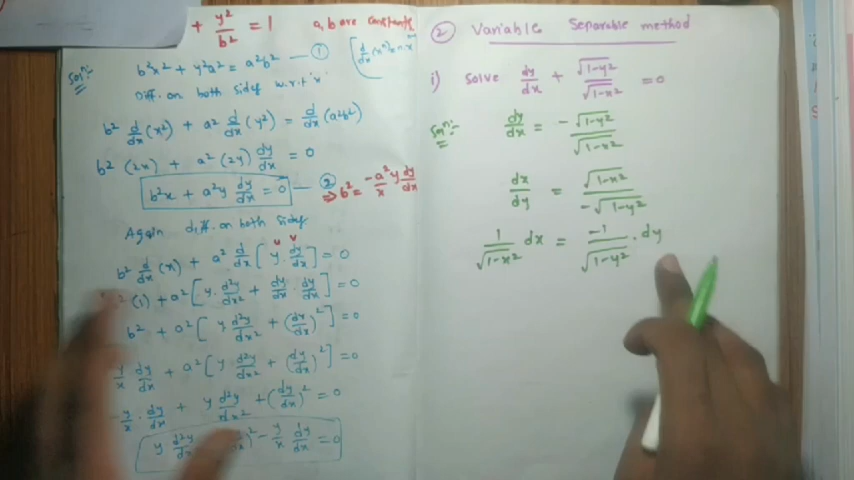 + y²/b² = 1 a, b are constants
Soln:-
b²x² + y²a² = a²b² — ①
Diff. on both sides w.r.t 'x'
b² d/dx (x²) + a² d/dx (y²) = d/dx (a²b²)
b² (2x) + a² (2y) dy/dx = 0
b²x + a²y dy/dx = 0 — ② ⇒ b² = -a²y/x dy/dx
Again diff. on both sides
b² d/dx (x) + a² d/dx [y. dy/dx] = 0
(1) + a² [y. d²y/dx² + dy/dx . dy/dx] = 0
b² + a² [y d²y/dx² + (dy/dx)²] = 0
y/x dy/dx + a² [y d²y/dx² + (dy/dx)²] = 0
-y/x . dy/dx + y d²y/dx² + (dy/dx)² = 0
y d²y/dx² )² - y/x dy/dx = 0
② Variable Separable method
i) Solve dy/dx + √1-y²/√1-x² = 0
Soln:- dy/dx = - √1-y²/√1-x²
dx/dy = √1-x²/-√1-y²
1/√1-x² dx = -1/√1-y² . dy